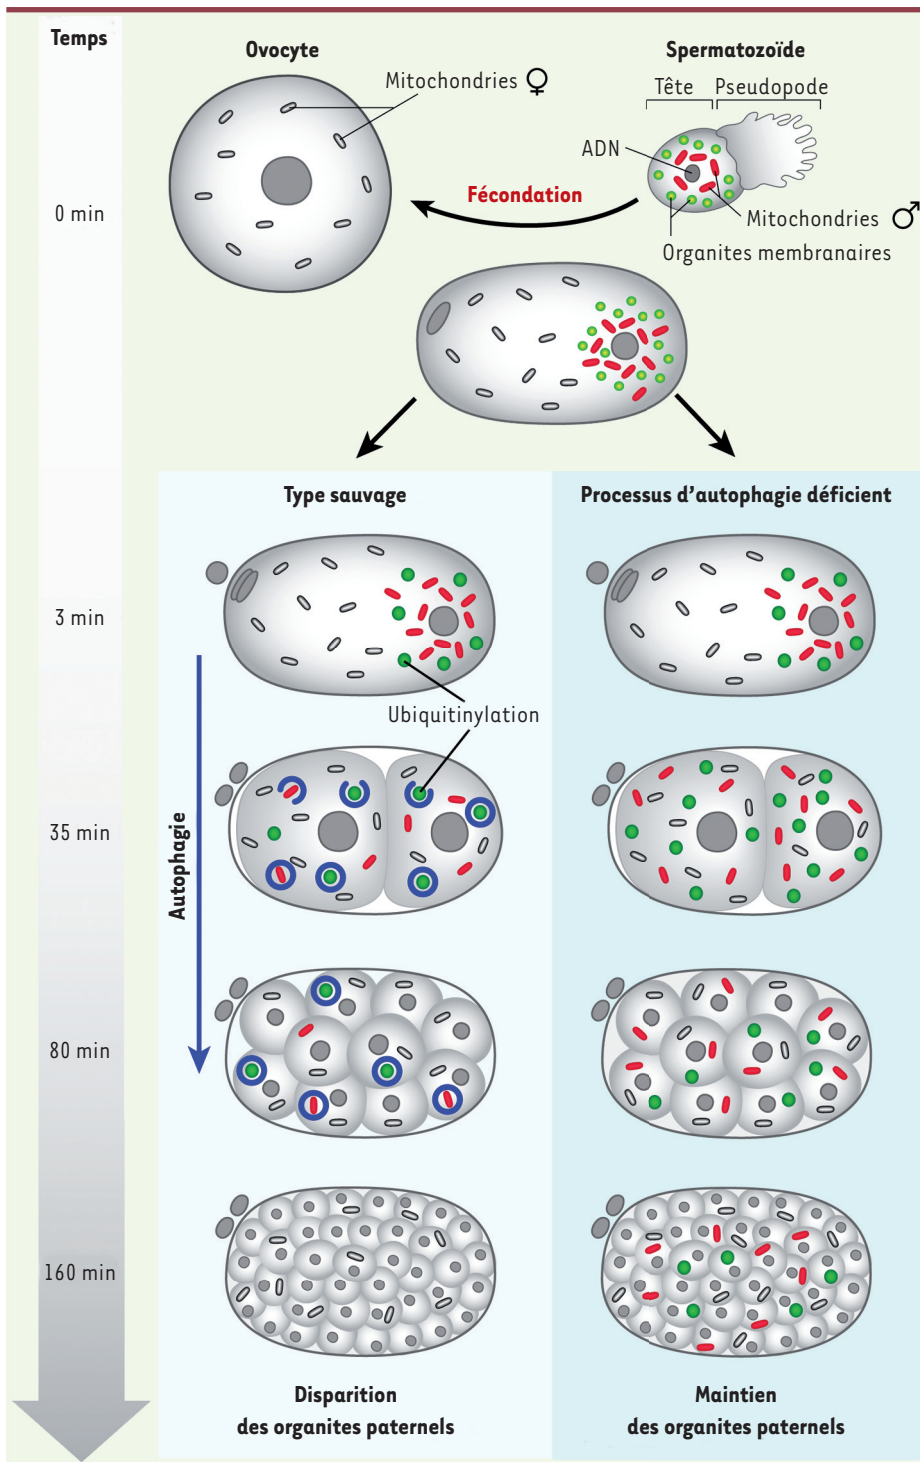 Temps
Ovocyte
Spermatozoïde
Mitochondries ♀
Tête
Pseudopode
ADN
Fécondation
0 min
Mitochondries ♂
Organites membranaires
Type sauvage
Processus d’autophagie déficient
3 min
Ubiquitinylation
35 min
Autophagie
80 min
160 min
Disparition
des organites paternels
Maintien
des organites paternels